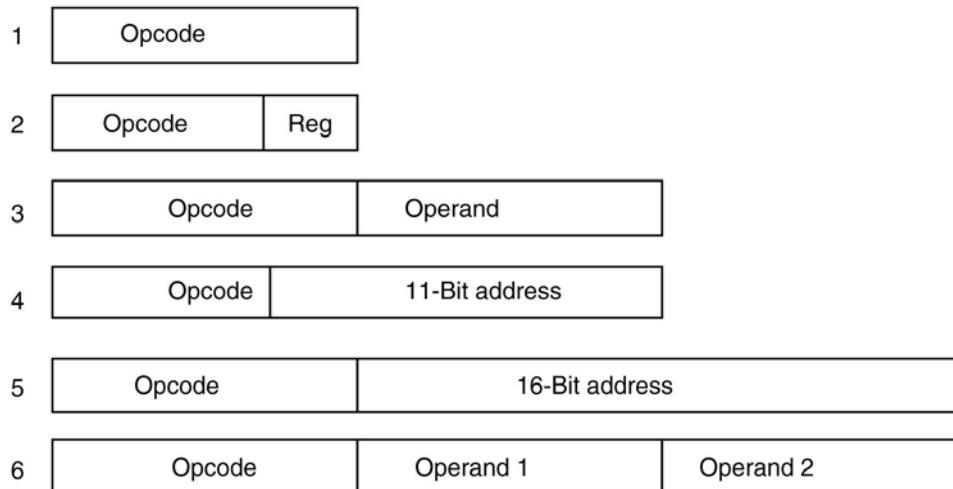 1 Opcode
2 Opcode Reg
3 Opcode Operand
4 Opcode 11-Bit address
5 Opcode 16-Bit address
6 Opcode Operand 1 Operand 2